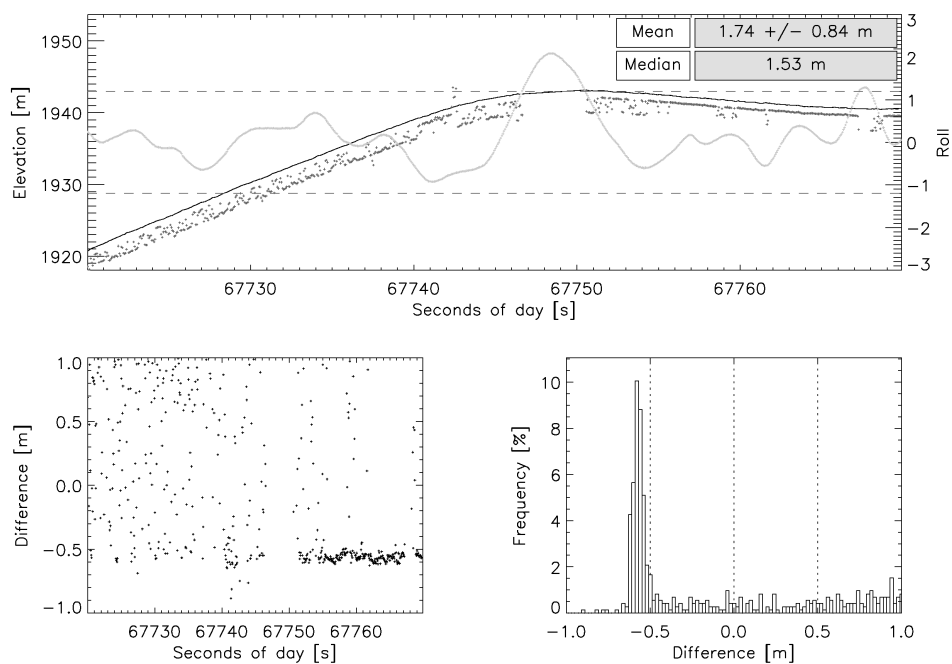 Mean 1.74 +/− 0.84 m
Median 1.53 m
1950
1940
1930
1920
Elevation [m]
3
2
1
0
−1
−2
−3
Roll
67730 67740 67750 67760
Seconds of day [s]
1.0
0.5
0.0
−0.5
−1.0
Difference [m]
67730 67740 67750 67760
Seconds of day [s]
10
8
6
4
2
0
Frequency [%]
−1.0 −0.5 0.0 0.5 1.0
Difference [m]